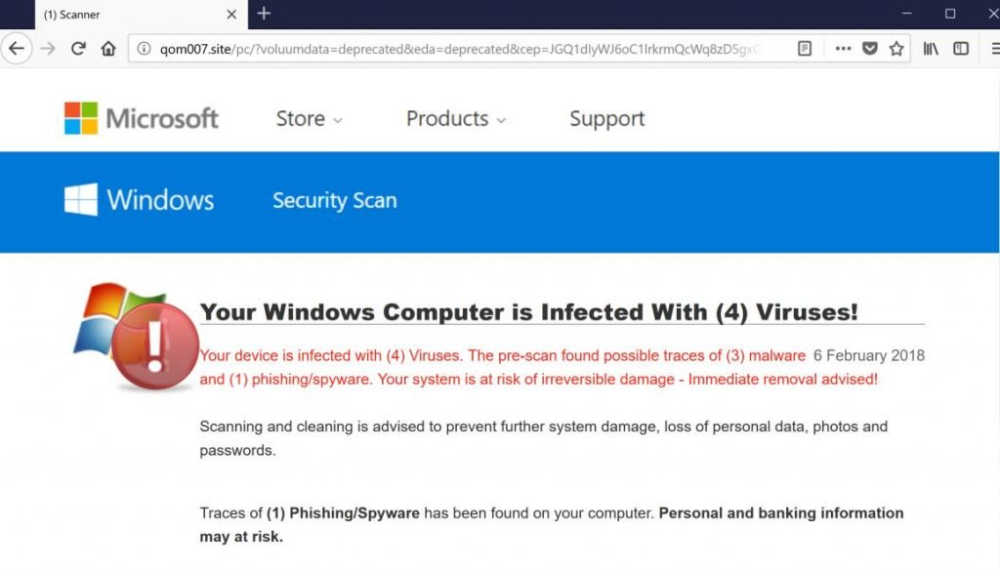 (1) Scanner
qom007.site/pc/?voluumdata=deprecated&eda=deprecated&cep=
Microsoft Store Products Support
Windows Security Scan
Your Windows Computer is Infected With (4) Viruses!
Your device is infected with (4) Viruses. The pre-scan found possible traces of (3) malware 6 February 2018
and (1) phishing/spyware. Your system is at risk of irreversible damage - Immediate removal advised!
Scanning and cleaning is advised to prevent further system damage, loss of personal data, photos and
passwords.
Traces of (1) Phishing/Spyware has been found on your computer. Personal and banking information
may at risk.